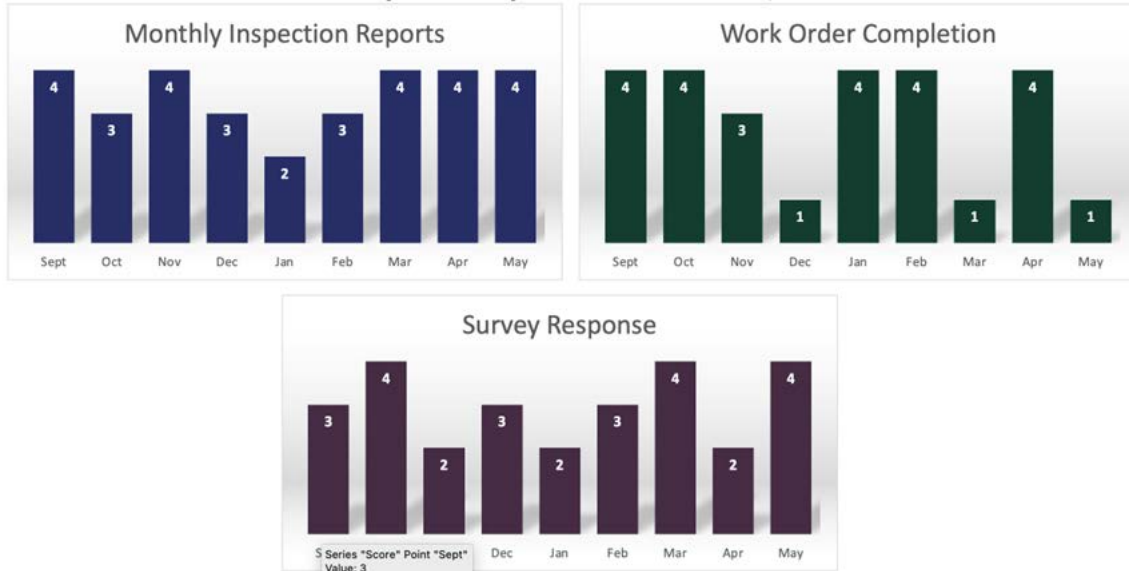 Monthly Inspection Reports
4 3 4 3 2 3 4 4 4
Sept Oct Nov Dec Jan Feb Mar Apr May
Work Order Completion
4 4 3 1 4 4 1 4 1
Sept Oct Nov Dec Jan Feb Mar Apr May
Survey Response
3 4 2 3 2 3 4 2 4
S Dec Jan Feb Mar Apr May
Series "Score" Point "Sept"
Value: 3